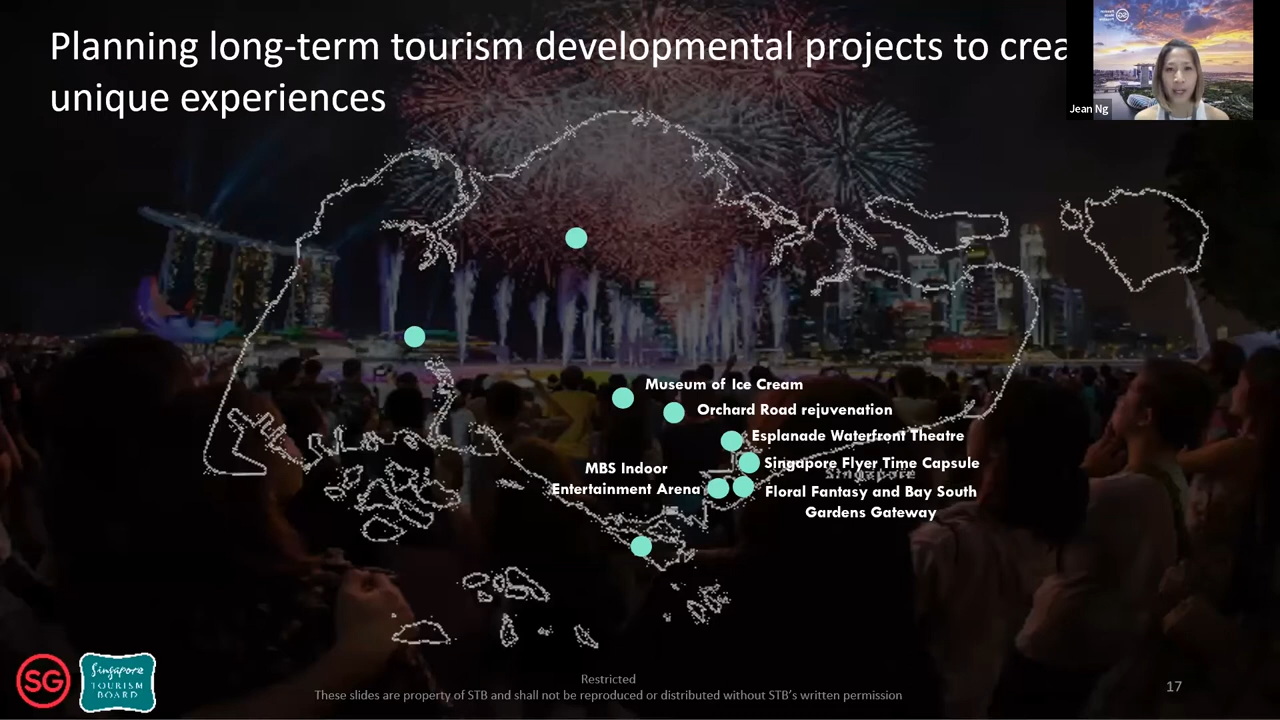 Planning long-term tourism developmental projects to crea
unique experiences
Jean Ng
Museum of Ice Cream
Orchard Road rejuvenation
Esplanade Waterfront Theatre
MBS Indoor
Entertainment Arena
Singapore Flyer Time Capsule
Singapore
Floral Fantasy and Bay South
Gardens Gateway
SG
Singapore
TOURISM
BOARD
Restricted
These slides are property of STB and shall not be reproduced or distributed without STB's written permission
17